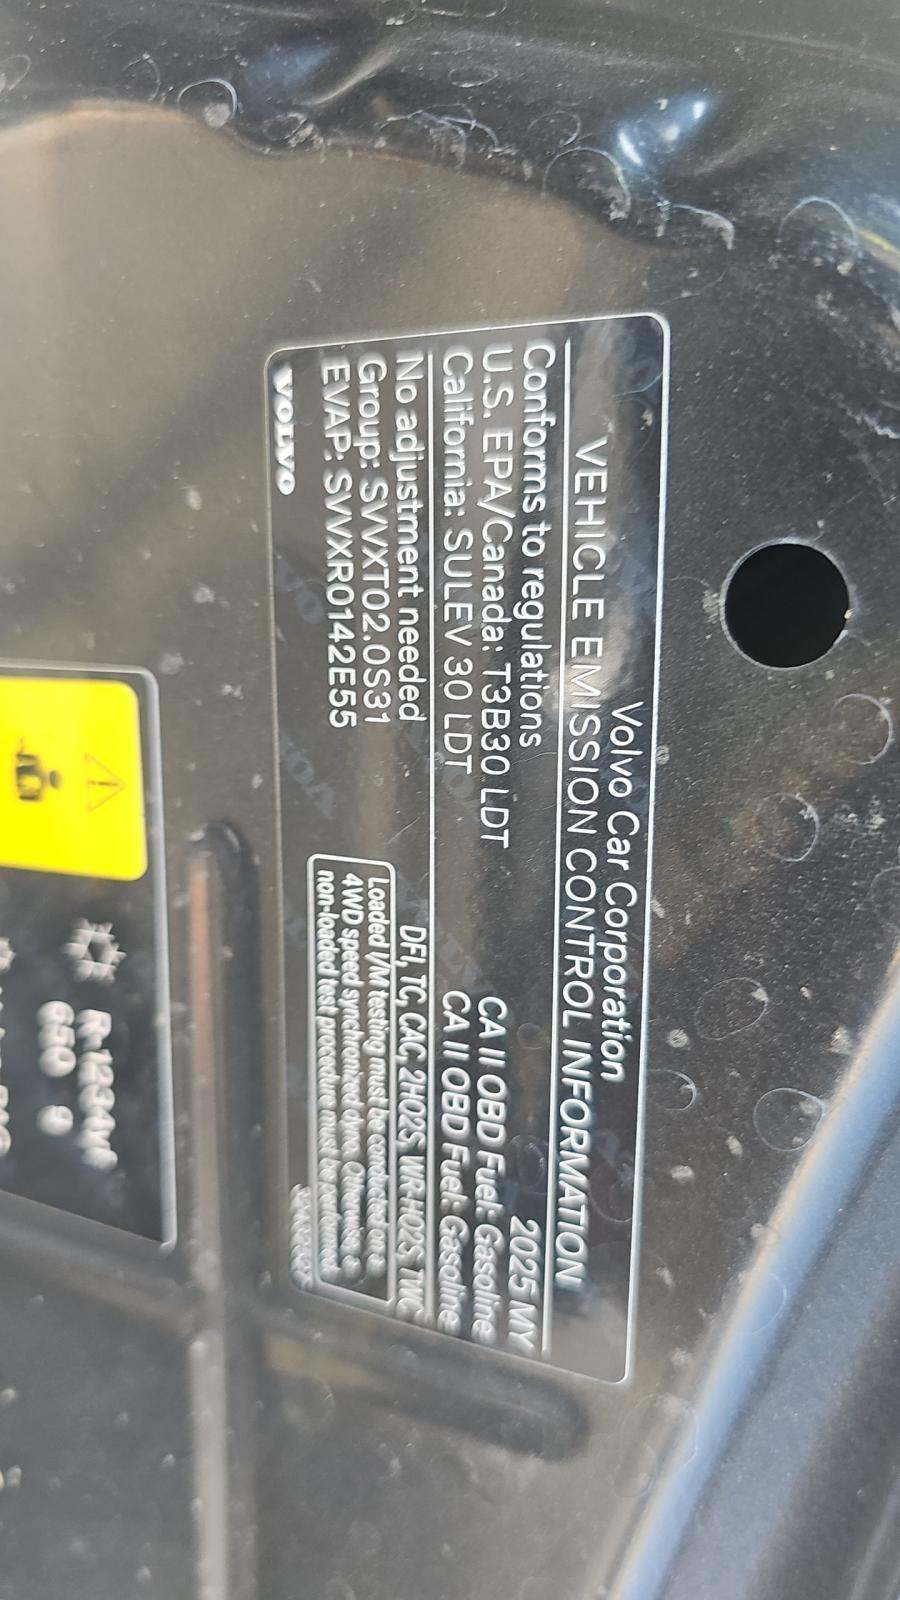 Volvo Car Corporation
VEHICLE EMISSION CONTROL INFORMATION
Conforms to regulations 2025 MY
U.S. EPA/Canada: T3B30 LDT CA II OBD Fuel: Gasoline
California: SULEV 30 LDT CA II OBD Fuel: Gasoline
No adjustment needed DFI, TC, CAC, 2HO2S, WR-HO2S, TWC
Group: SVVXT02.0S31
EVAP: SVVXR0142E55
Loaded I/M testing must be conducted on a
4WD speed synchronized dyno. Otherwise a
non-loaded test procedure must be performed.
VOLVO
R-1234yf
650 g